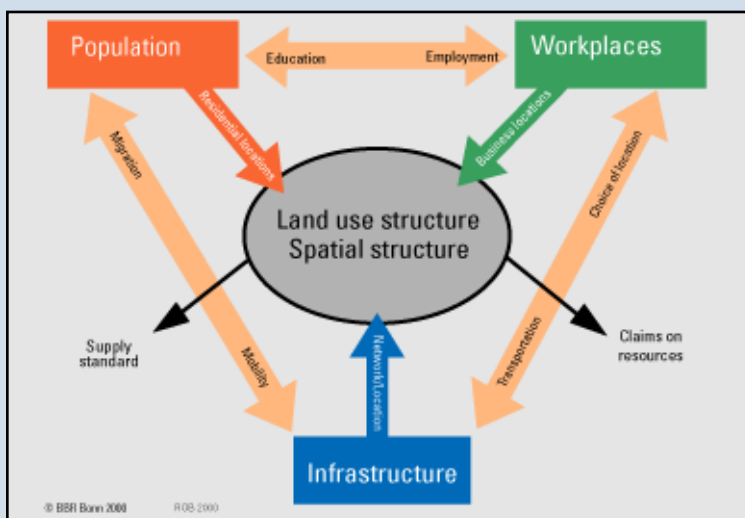 Population
Workplaces
Education
Employment
Residential locations
Business locations
Migration
Choice of location
Land use structure
Spatial structure
Supply
standard
Mobility
Network/Location
Transportation
Claims on
resources
Infrastructure
© BBR Bonn 2000
ROB 2000